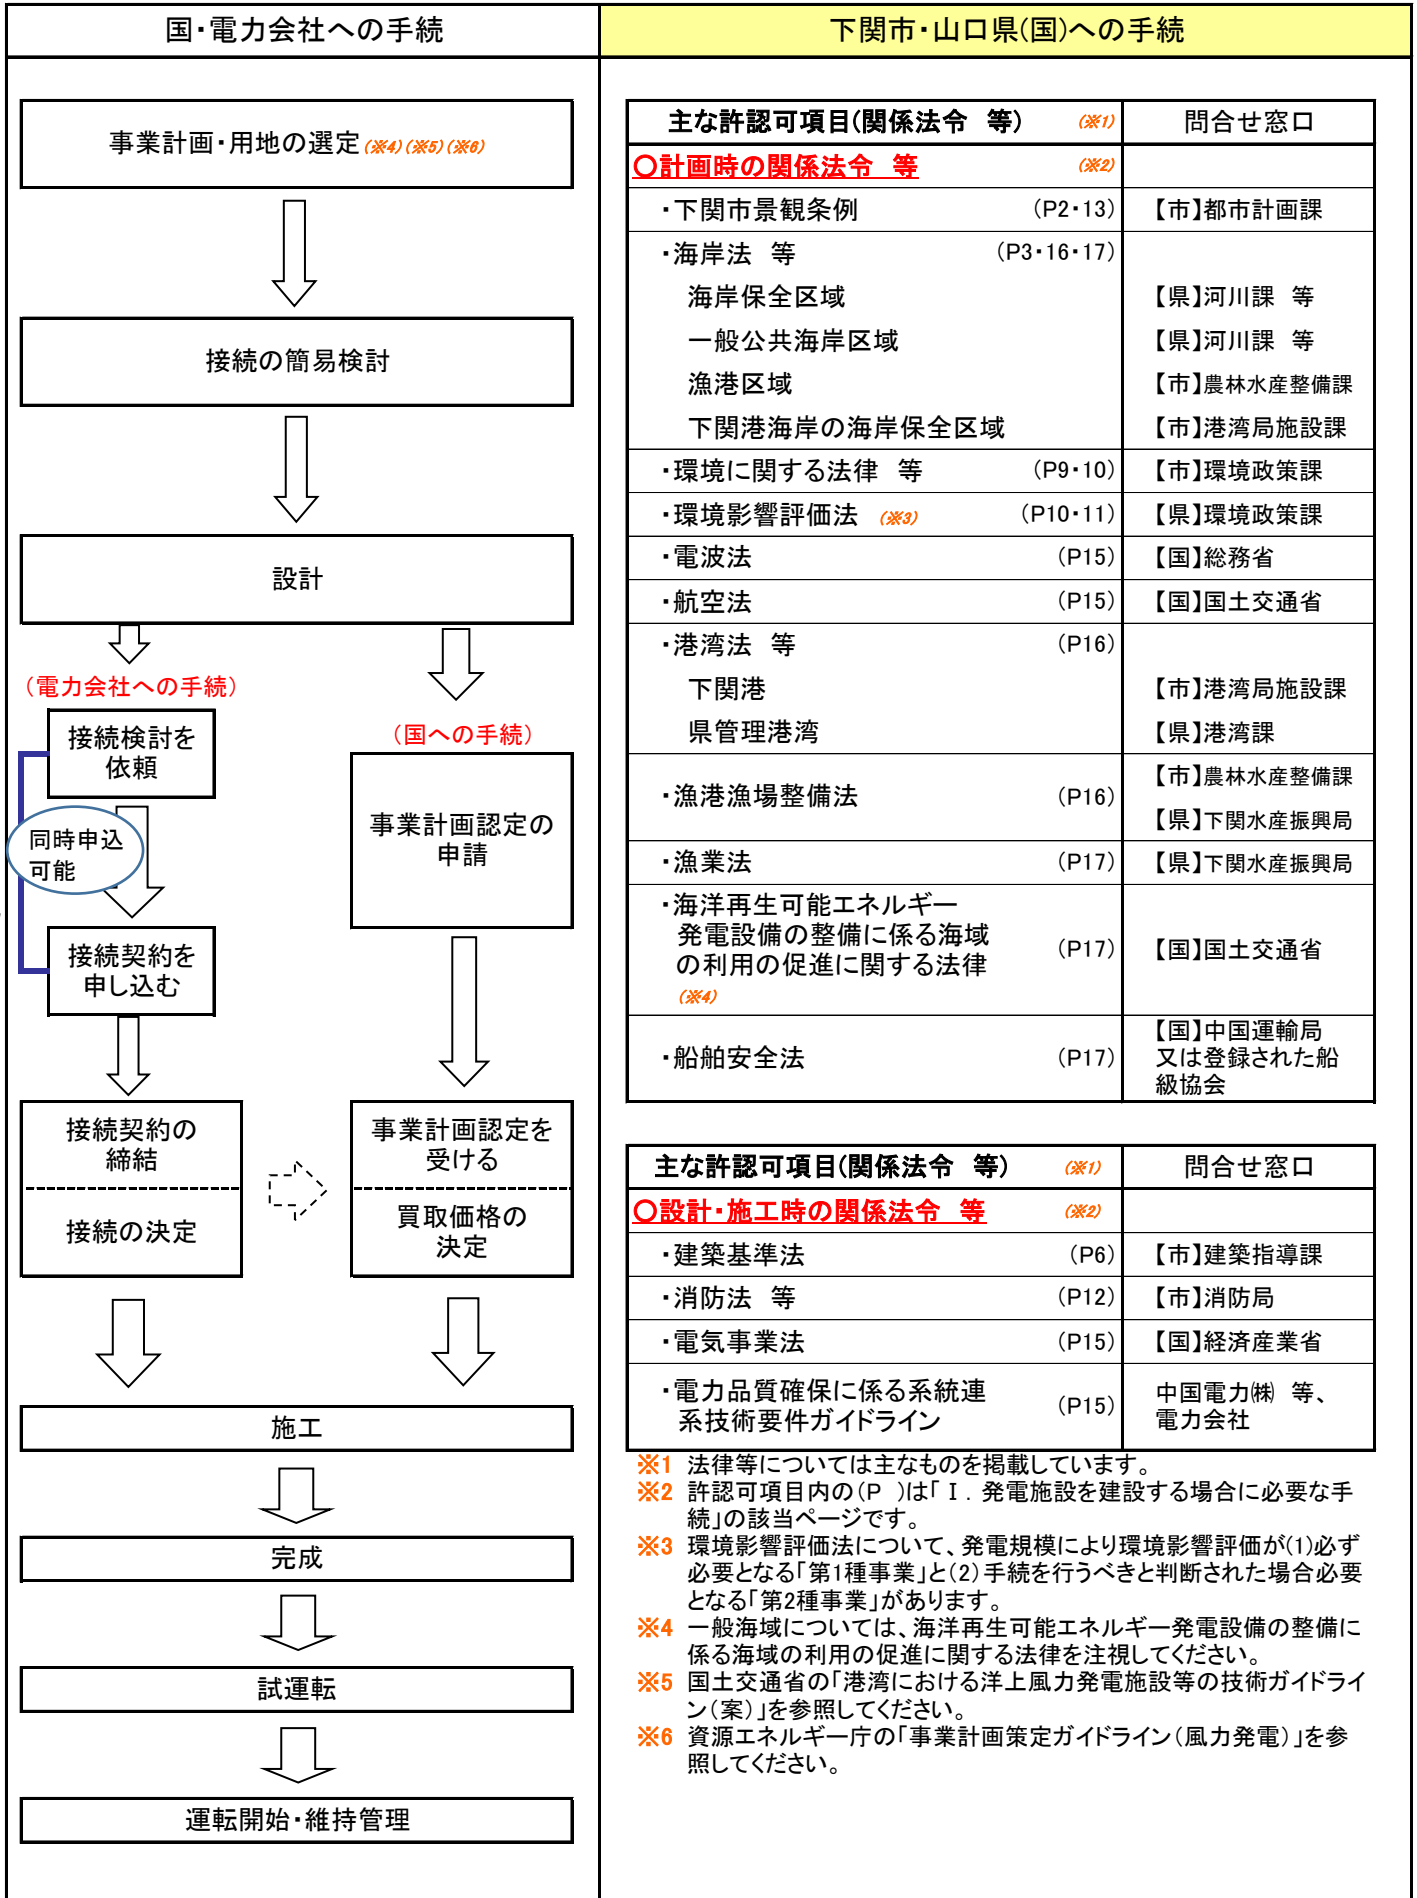 国・電力会社への手続
事業計画・用地の選定(※4)(※5)(※6)
接続の簡易検討
設計
(電力会社への手続)
接続検討を
依頼
同時申込
可能
接続契約を
申し込む
(国への手続)
事業計画認定の
申請
接続契約の
締結
接続の決定
事業計画認定を
受ける
買取価格の
決定
施工
完成
試運転
運転開始・維持管理
下関市・山口県(国)への手続
主な許認可項目(関係法令 等) (※1) 問合せ窓口
○計画時の関係法令 等 (※2)
・下関市景観条例 (P2・13) 【市】都市計画課
・海岸法 等 (P3・16・17)
海岸保全区域 【県】河川課 等
一般公共海岸区域 【県】河川課 等
漁港区域 【市】農林水産整備課
下関港海岸の海岸保全区域 【市】港湾局施設課
・環境に関する法律 等 (P9・10) 【市】環境政策課
・環境影響評価法 (※3) (P10・11) 【県】環境政策課
・電波法 (P15) 【国】総務省
・航空法 (P15) 【国】国土交通省
・港湾法 等 (P16)
下関港 【市】港湾局施設課
県管理港湾 【県】港湾課
・漁港漁場整備法 (P16) 【市】農林水産整備課
【県】下関水産振興局
・漁業法 (P17) 【県】下関水産振興局
・海洋再生可能エネルギー
発電設備の整備に係る海域
の利用の促進に関する法律 (P17) 【国】国土交通省
(※4)
・船舶安全法 (P17) 【国】中国運輸局
又は登録された船
級協会
主な許認可項目(関係法令 等) (※1) 問合せ窓口
○設計・施工時の関係法令 等 (※2)
・建築基準法 (P6) 【市】建築指導課
・消防法 等 (P12) 【市】消防局
・電気事業法 (P15) 【国】経済産業省
・電力品質確保に係る系統連
系技術要件ガイドライン (P15) 中国電力㈱ 等、
電力会社
※1 法律等については主なものを掲載しています。
※2 許認可項目内の(P )は「Ⅰ.発電施設を建設する場合に必要な手
続」の該当ページです。
※3 環境影響評価法について、発電規模により環境影響評価が(1)必ず
必要となる「第1種事業」と(2)手続を行うべきと判断された場合必要
となる「第2種事業」があります。
※4 一般海域については、海洋再生可能エネルギー発電設備の整備に
係る海域の利用の促進に関する法律を注視してください。
※5 国土交通省の「港湾における洋上風力発電施設等の技術ガイドライ
ン(案)」を参照してください。
※6 資源エネルギー庁の「事業計画策定ガイドライン(風力発電)」を参
照してください。